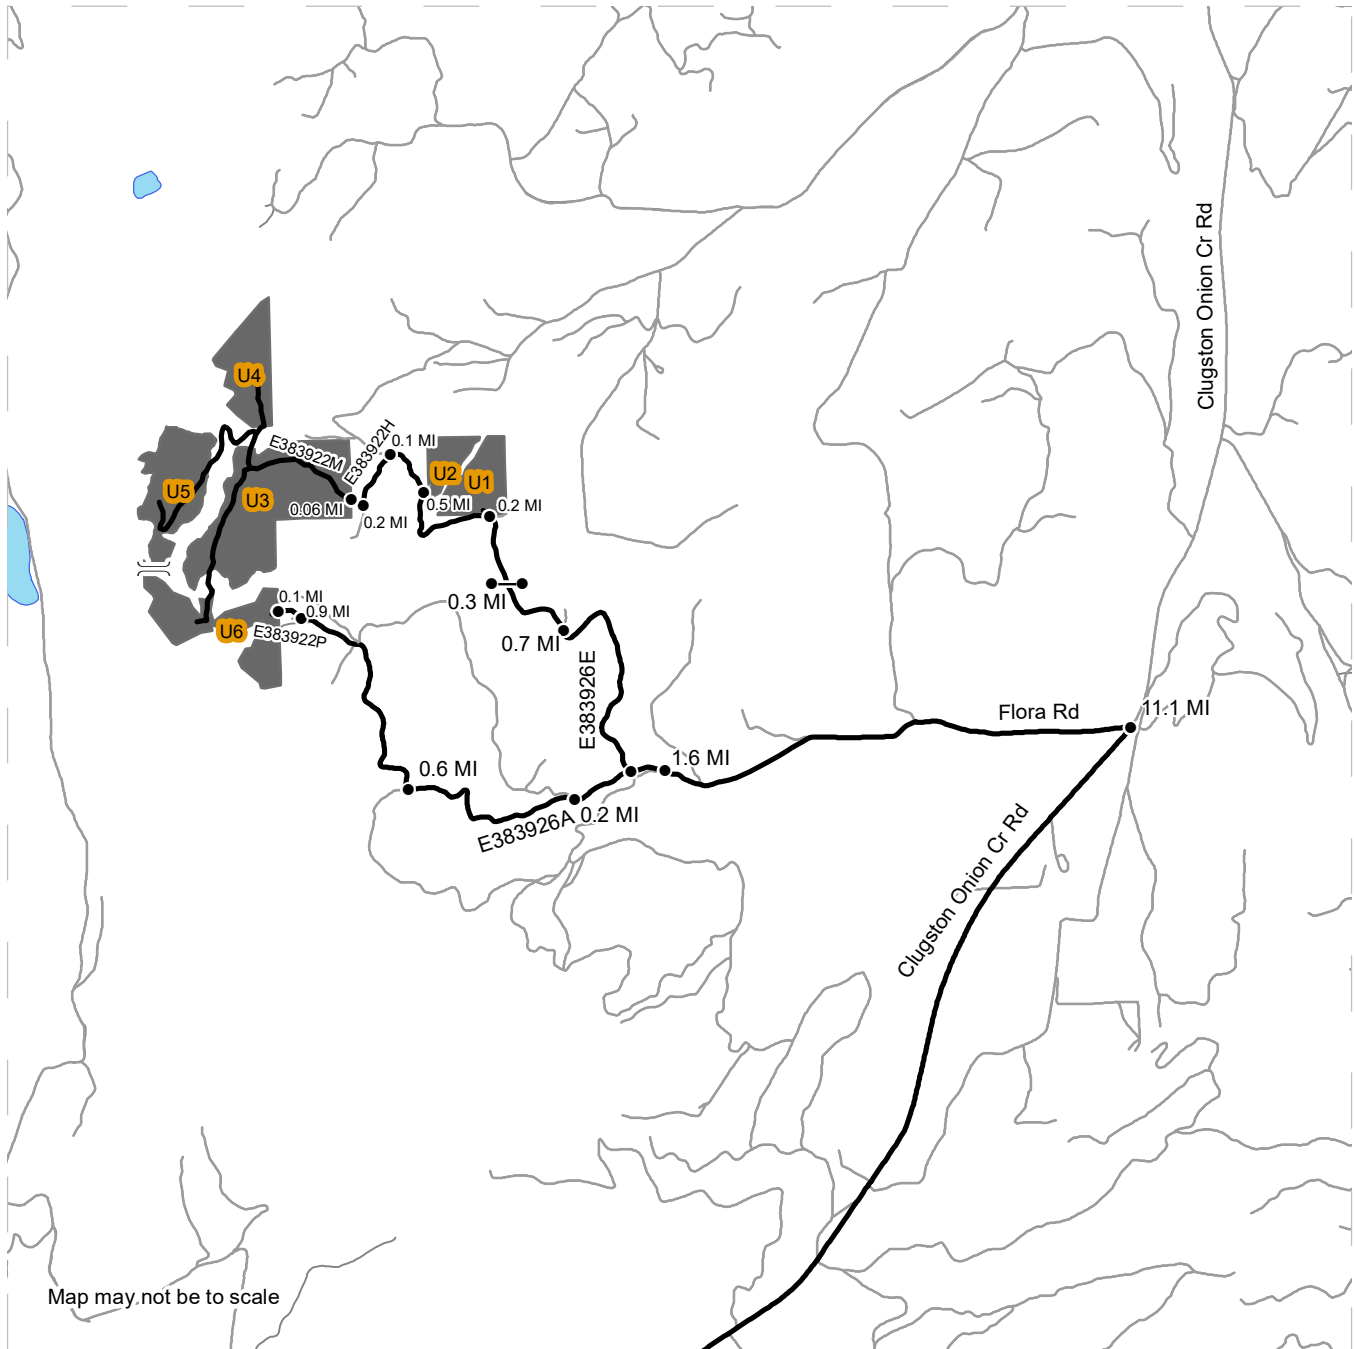 Clugston Onion Cr Rd
U4
E383922M
E383922H
0.1 MI
U2
U1
U5
U3
0.06 MI
0.2 MI
0.5 MI
0.2 MI
0.3 MI
0.1 MI
0.9 MI
U6
E383922P
0.7 MI
E383926E
Flora Rd
11.1 MI
1.6 MI
0.6 MI
E383926A
0.2 MI
Clugston Onion Cr Rd
Map may not be to scale